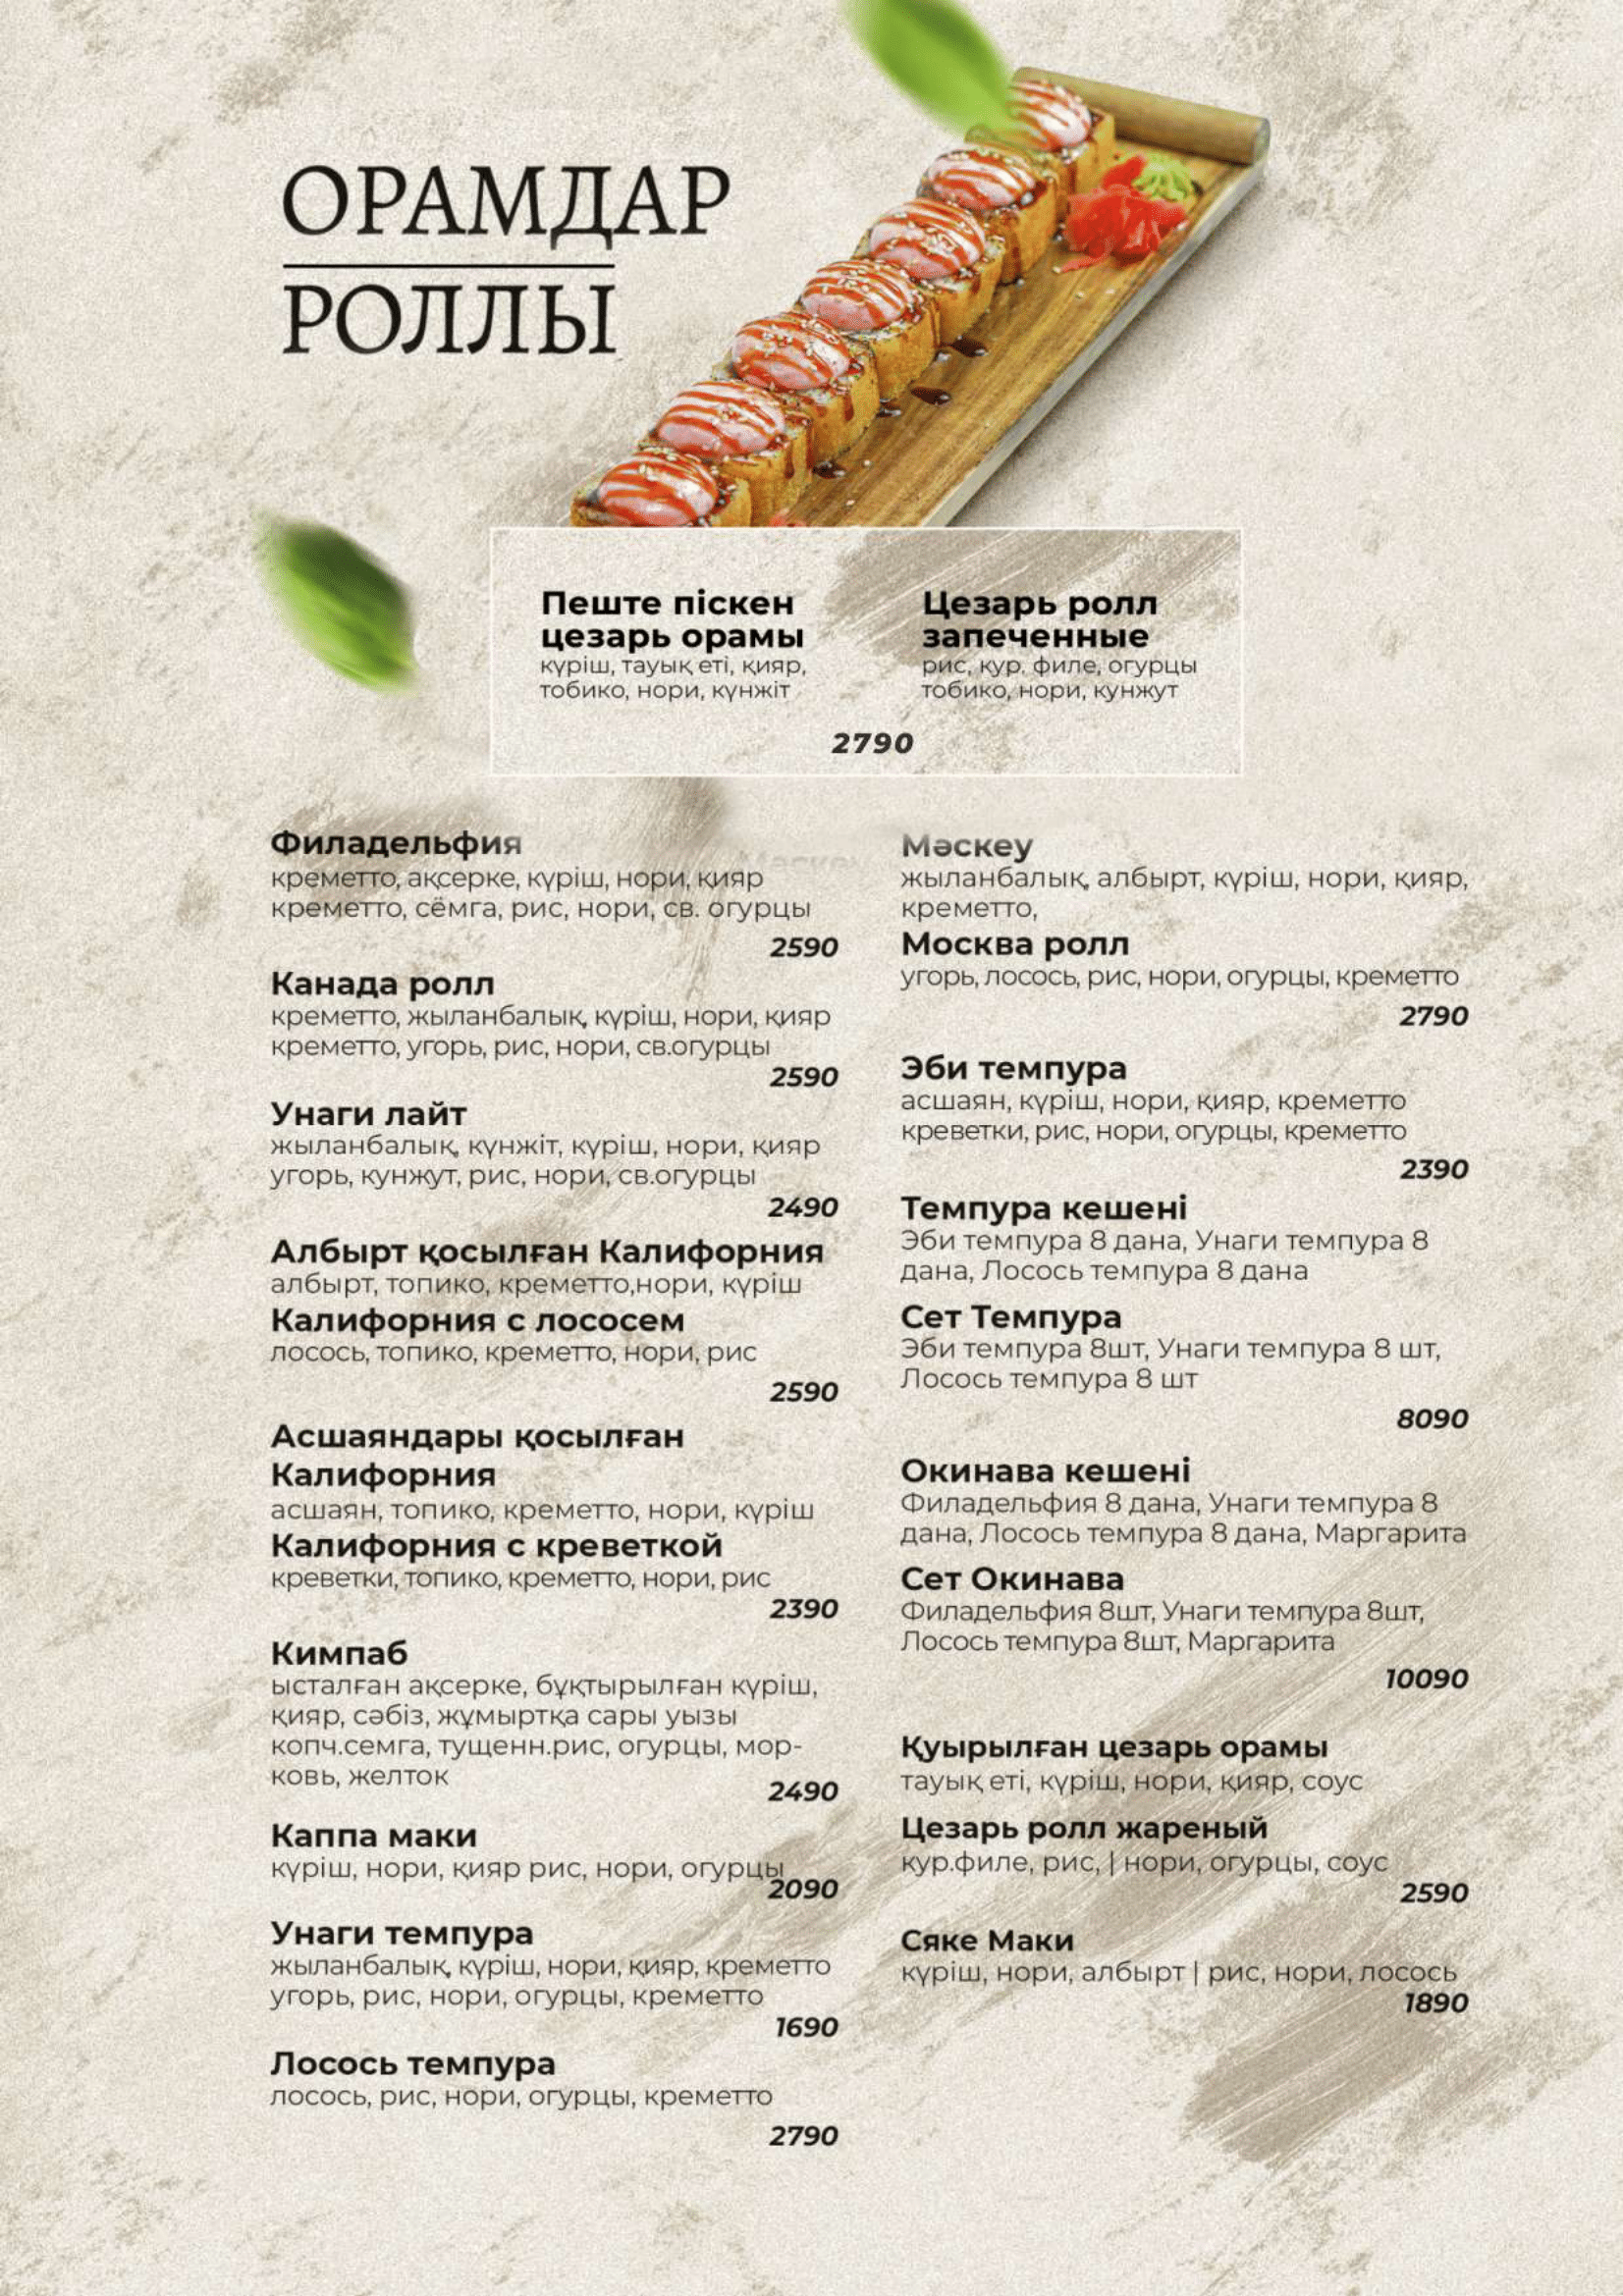 ОРАМДАР
РОЛЛЫ
Пеште піскен
цезарь орамы
күріш, тауық еті, қияр,
тобико, нори, күнжіт
Цезарь ролл
запеченные
рис, кур. филе, огурцы
тобико, нори, кунжут
2790
Филадельфия
креметто, ақсерке, күріш, нори, қияр
креметто, сёмга, рис, нори, св. огурцы
2590
Канада ролл
креметто, жыланбалық, күріш, нори, қияр
креметто, угорь, рис, нори, св.огурцы
2590
Унаги лайт
жыланбалық, күнжіт, күріш, нори, қияр
угорь, кунжут, рис, нори, св.огурцы
2490
Албырт қосылған Калифорния
албырт, топико, креметто,нори, күріш
Калифорния с лососем
лосось, топико, креметто, нори, рис
2590
Асшаяндары қосылған
Калифорния
асшаян, топико, креметто, нори, күріш
Калифорния с креветкой
креветки, топико, креметто, нори, рис
2390
Кимпаб
ысталған ақсерке, бұқтырылған күріш,
қияр, сәбіз, жұмыртқа сары уызы
копч.семга, тущенн.рис, огурцы, мор-
ковь, желток
2490
Каппа маки
күріш, нори, қияр рис, нори, огурцы
2090
Унаги темпура
жыланбалық, күріш, нори, қияр, креметто
угорь, рис, нори, огурцы, креметто
1690
Лосось темпура
лосось, рис, нори, огурцы, креметто
2790
Мәскеу
жыланбалық, албырт, күріш, нори, қияр,
креметто,
Москва ролл
угорь, лосось, рис, нори, огурцы, креметто
2790
Эби темпура
асшаян, күріш, нори, қияр, креметто
креветки, рис, нори, огурцы, креметто
2390
Темпура кешені
Эби темпура 8 дана, Унаги темпура 8
дана, Лосось темпура 8 дана
Сет Темпура
Эби темпура 8шт, Унаги темпура 8 шт,
Лосось темпура 8 шт
8090
Окинава кешені
Филадельфия 8 дана, Унаги темпура 8
дана, Лосось темпура 8 дана, Маргарита
Сет Окинава
Филадельфия 8шт, Унаги темпура 8шт,
Лосось темпура 8шт, Маргарита
10090
Қуырылған цезарь орамы
тауық еті, күріш, нори, қияр, соус
Цезарь ролл жареный
кур.филе, рис, | нори, огурцы, соус
2590
Сяке Маки
күріш, нори, албырт | рис, нори, лосось
1890